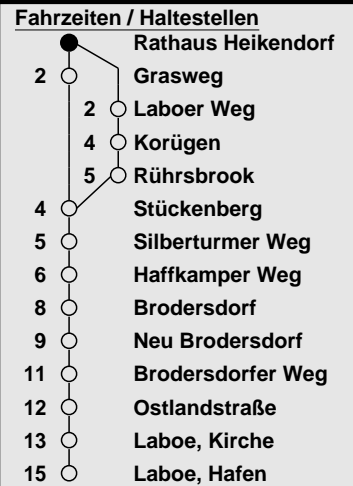 Fahrzeiten / Haltestellen
Rathaus Heikendorf
2 Grasweg
2 Laboer Weg
4 Korügen
5 Rührsbrook
4 Stückenberg
5 Silberturmer Weg
6 Haffkamper Weg
8 Brodersdorf
9 Neu Brodersdorf
11 Brodersdorfer Weg
12 Ostlandstraße
13 Laboe, Kirche
15 Laboe, Hafen